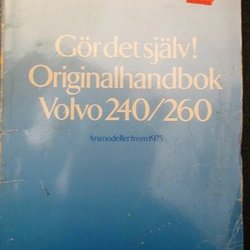 Gör det själv!
Originalhandbok
Volvo 240/260
Årsmodeller from 1975